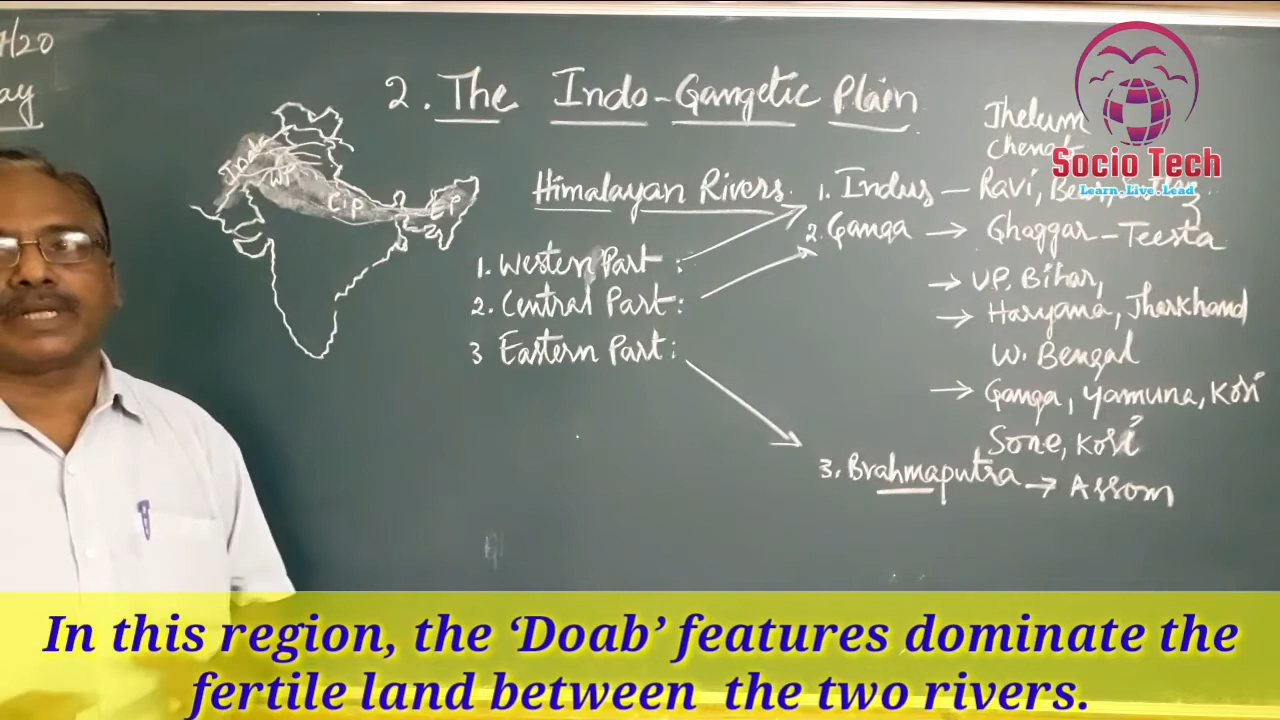 2. The Indo-Gangetic Plain
Himalayan Rivers.
1. Western Part :
2. Central Part :
3 Eastern Part :
Jhelum
Chenab
1. Indus — Ravi,
2. Ganga → Ghaggar – Teesta
→ UP, Bihar,
→ Haryana, Jharkhand
W. Bengal
→ Ganga, Yamuna, Kosi
Sone, Kosi
3. Brahmaputra → Assom
WP
CiP
EP
Socio Tech
Learn . Live . Lead
In this region, the ‘Doab’ features dominate the
fertile land between the two rivers.